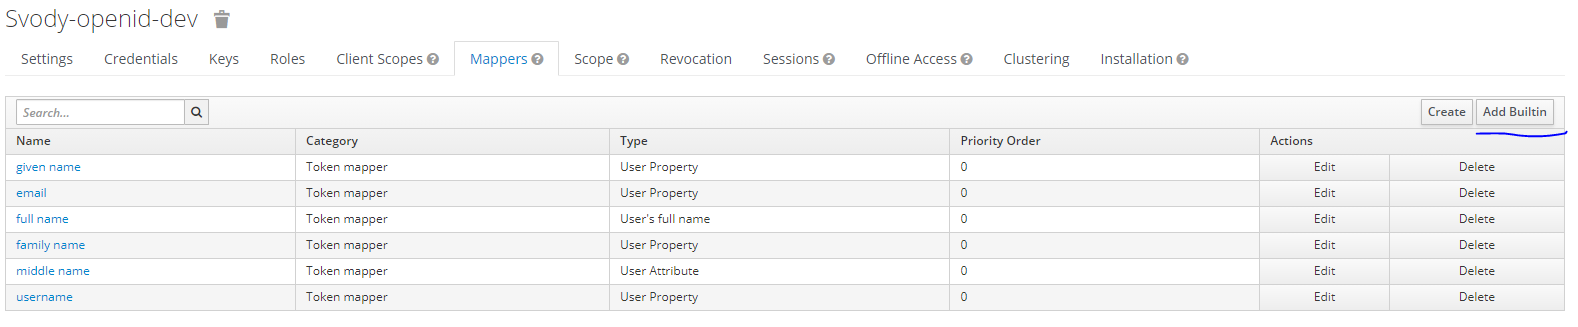 Svody-openid-dev
Settings Credentials Keys Roles Client Scopes Mappers Scope Revocation Sessions Offline Access Clustering Installation
Search... Create Add Builtin
Name Category Type Priority Order Actions
given name Token mapper User Property 0 Edit Delete
email Token mapper User Property 0 Edit Delete
full name Token mapper User's full name 0 Edit Delete
family name Token mapper User Property 0 Edit Delete
middle name Token mapper User Attribute 0 Edit Delete
username Token mapper User Property 0 Edit Delete